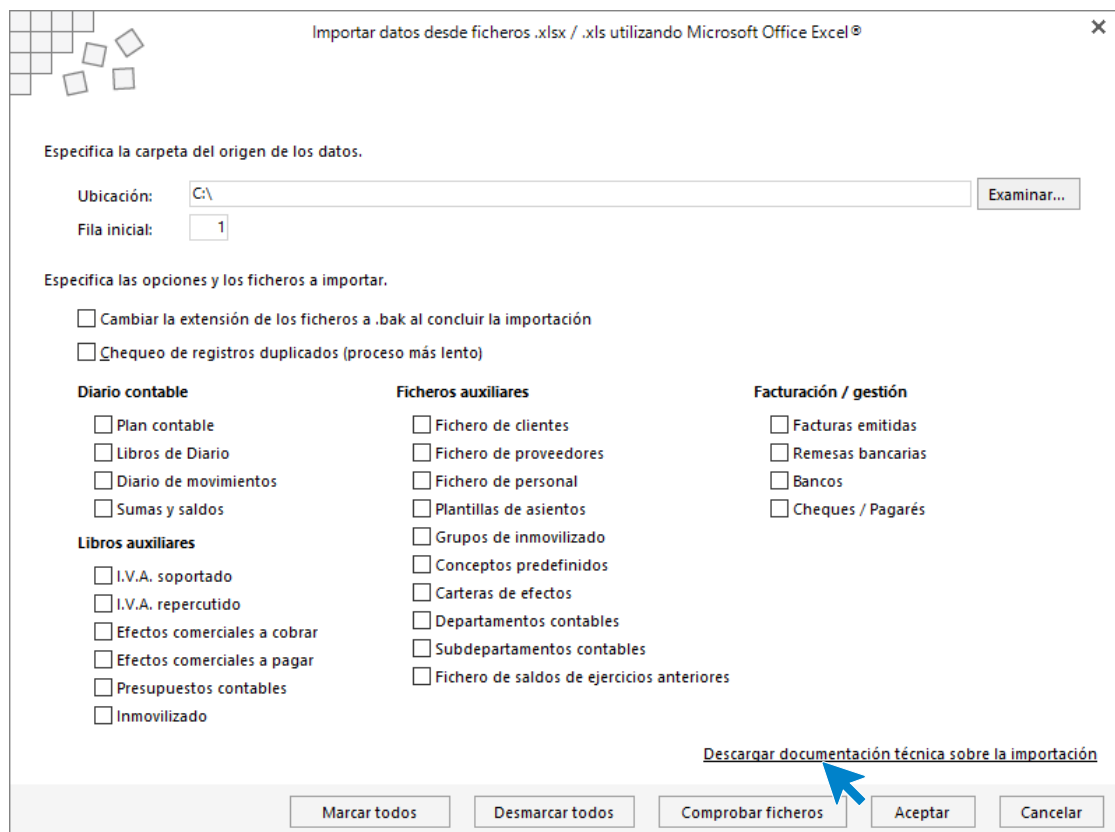 Importar datos desde ficheros .xlsx / .xls utilizando Microsoft Office Excel®
Especifica la carpeta del origen de los datos.
Ubicación: C:\ Examinar...
Fila inicial: 1
Especifica las opciones y los ficheros a importar.
Cambiar la extensión de los ficheros a .bak al concluir la importación
Chequeo de registros duplicados (proceso más lento)
Diario contable
Plan contable
Libros de Diario
Diario de movimientos
Sumas y saldos
Libros auxiliares
I.V.A. soportado
I.V.A. repercutido
Efectos comerciales a cobrar
Efectos comerciales a pagar
Presupuestos contables
Inmovilizado
Ficheros auxiliares
Fichero de clientes
Fichero de proveedores
Fichero de personal
Plantillas de asientos
Grupos de inmovilizado
Conceptos predefinidos
Carteras de efectos
Departamentos contables
Subdepartamentos contables
Fichero de saldos de ejercicios anteriores
Facturación / gestión
Facturas emitidas
Remesas bancarias
Bancos
Cheques / Pagarés
Descargar documentación técnica sobre la importación
Marcar todos Desmarcar todos Comprobar ficheros Aceptar Cancelar